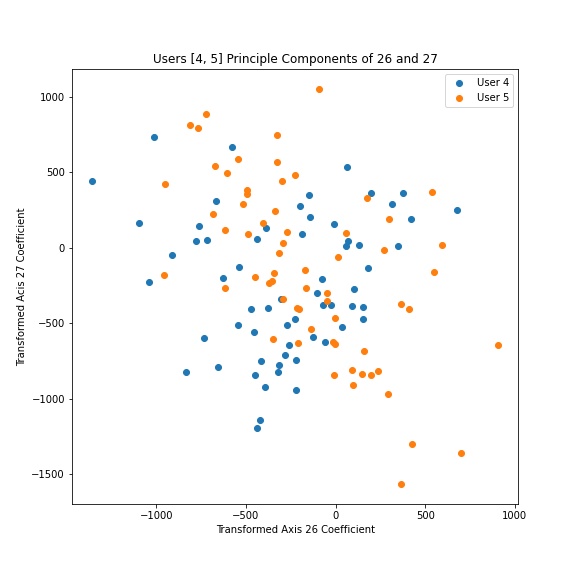 Users [4, 5] Principle Components of 26 and 27
User 4
User 5
1000
500
0
−500
−1000
−1500
Transformed Acis 27 Coefficient
−1000
−500
0
500
1000
Transformed Axis 26 Coefficient